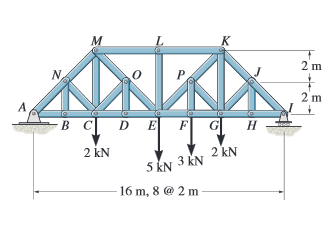 M L K
N O P J
2 m
2 m
A B C D E F G H I
2 kN 5 kN 3 kN 2 kN
16 m, 8 @ 2 m